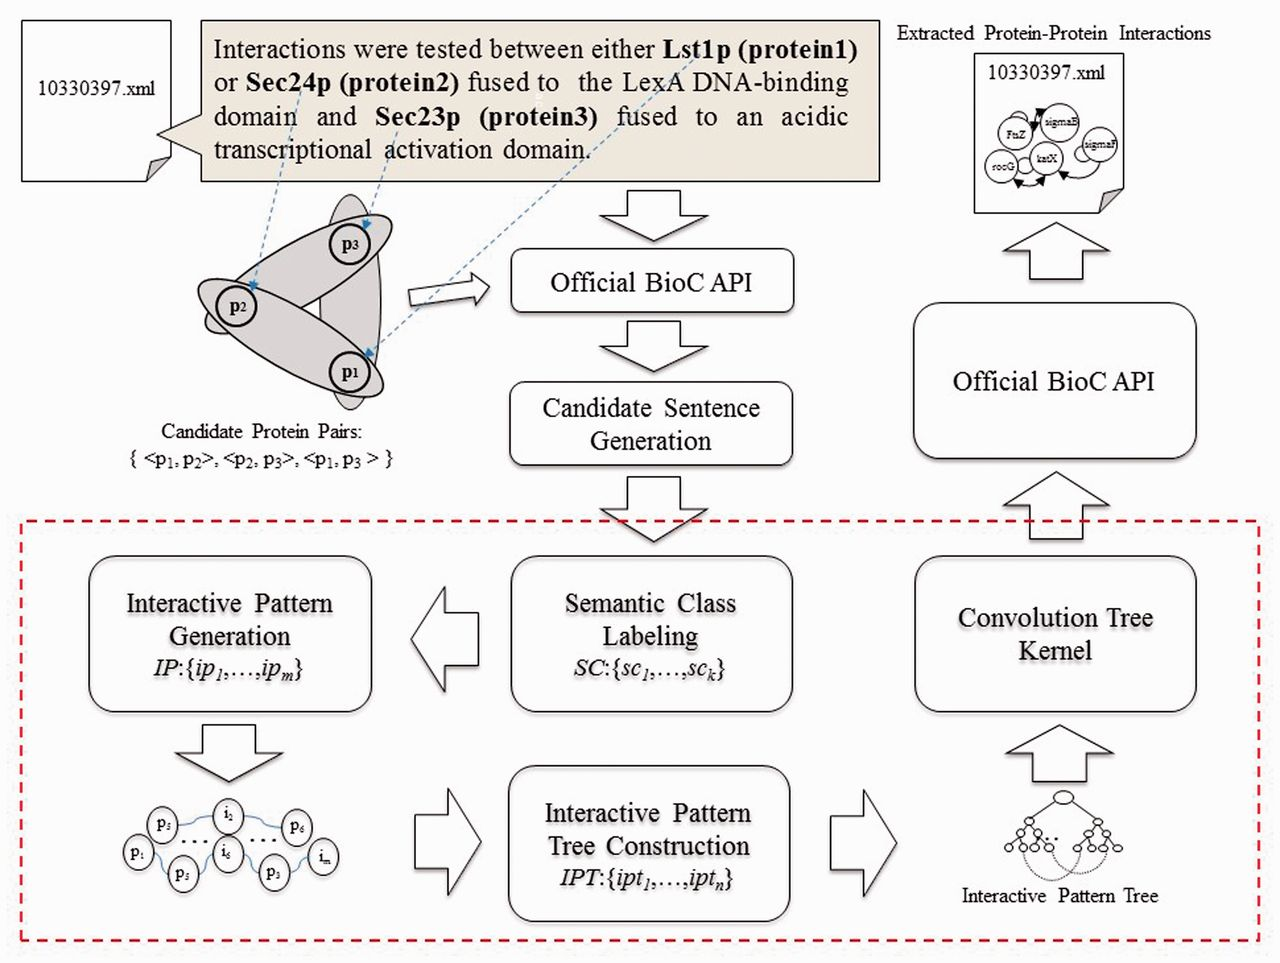 10330397.xml
Interactions were tested between either Lst1p (protein1)
or Sec24p (protein2) fused to the LexA DNA-binding
domain and Sec23p (protein3) fused to an acidic
transcriptional activation domain.
Extracted Protein-Protein Interactions
10330397.xml
FtsZ
sigmaB
sigmaF
rocG
katX
p3
p2
p1
Candidate Protein Pairs:
{ <p1, p2>, <p2, p3>, <p1, p3 > }
Official BioC API
Candidate Sentence
Generation
Official BioC API
Interactive Pattern
Generation
IP:{ip1,…,ipm}
Semantic Class
Labeling
SC:{sc1,…,sck}
Convolution Tree
Kernel
p5 i2 p6
... ...
p1 p5 i6 p3 im
Interactive Pattern
Tree Construction
IPT:{ipt1,…,iptn}
...
Interactive Pattern Tree